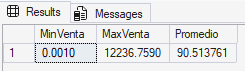 Results Messages
MinVenta MaxVenta Promedio
1 0.0010 12236.7590 90.513761